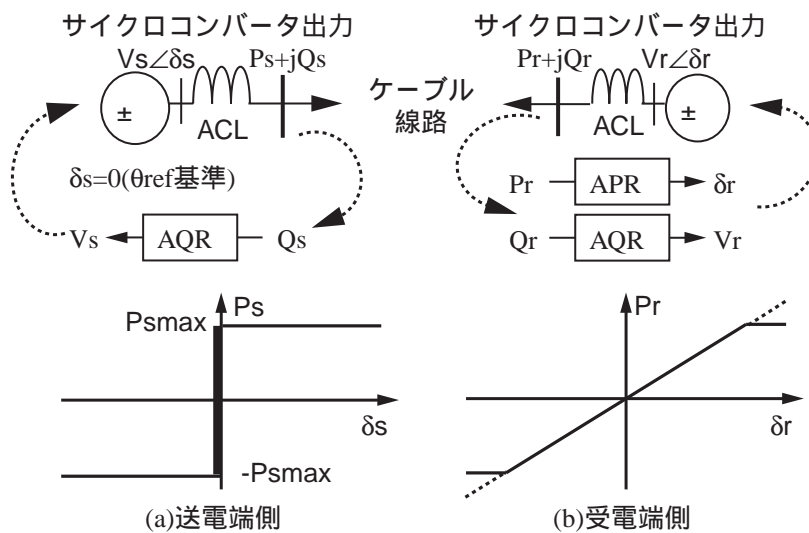 サイクロコンバータ出力
Vs∠δs
Ps+jQs
±
ACL
δs=0(θref基準)
Vs
AQR
Qs
ケーブル
線路
サイクロコンバータ出力
Pr+jQr
Vr∠δr
ACL
±
Pr
APR
δr
Qr
AQR
Vr
Ps
Psmax
δs
-Psmax
(a)送電端側
Pr
δr
(b)受電端側